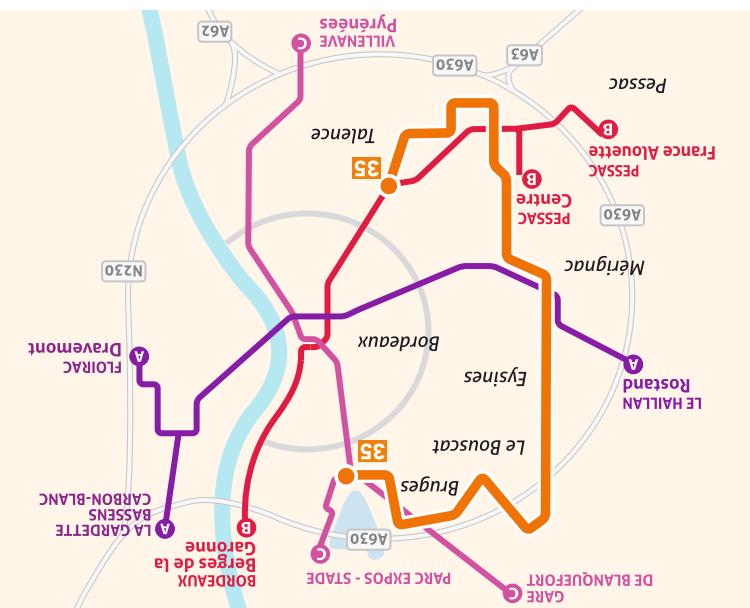 GARE
DE BLANQUEFORT
C
PARC EXPOS - STADE
C
BORDEAUX
Berges de la
Garonne
B
A630
LA GARDETTE
BASSENS
CARBON-BLANC
A
Bruges
35
Le Bouscat
LE HAILLAN
Rostand
A
Eysines
FLOIRAC
Dravemont
A
Bordeaux
Mérignac
N230
A630
PESSAC
Centre
B
PESSAC
France Alouette
B
35
Talence
Pessac
A630
A63
VILLENAVE
Pyrénées
C
A62